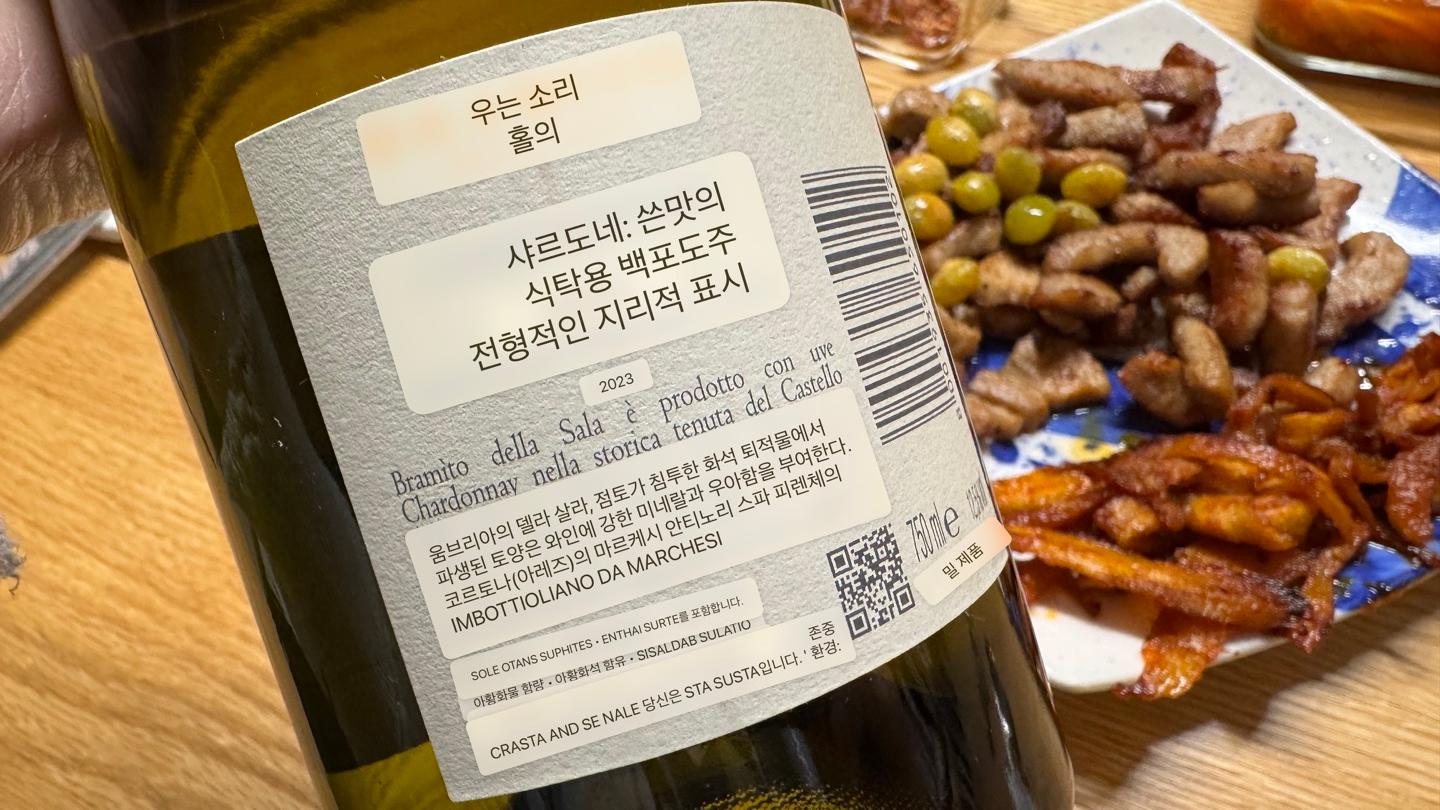 우는 소리
홀의
샤르도네: 쓴맛의
식탁용 백포도주
전형적인 지리적 표시
2023
Bramìto della Sala è prodotto con uve
Chardonnay nella storica tenuta del Castello
움브리아의 델라 살라, 점토가 침투한 화석 퇴적물에서
파생된 토양은 와인에 강한 미네랄과 우아함을 부여한다.
코르토나(아레즈)의 마르케시 안티노리 스파 피렌체의
IMBOTTIOLIANO DA MARCHESI
SOLE OTANS SUPHITES • ENTHAI SURTE를 포함합니다.
아황화물 함량 • 아황화석 함유 • SISALDAB SULATIO
존중
CRASTA AND SE NALE 당신은 STA SUSTA입니다. ' 환경:
750 ml e
밀 제품